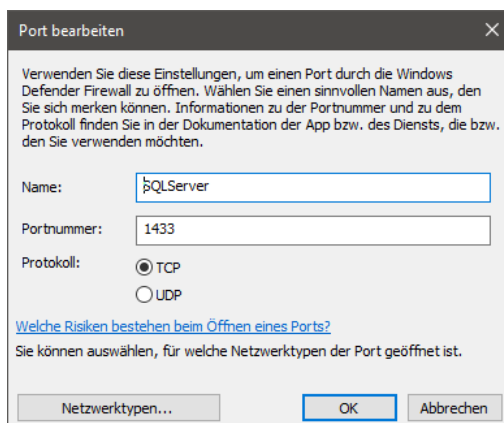 Port bearbeiten
Verwenden Sie diese Einstellungen, um einen Port durch die Windows
Defender Firewall zu öffnen. Wählen Sie einen sinnvollen Namen aus, den
Sie sich merken können. Informationen zu der Portnummer und zu dem
Protokoll finden Sie in der Dokumentation der App bzw. des Diensts, die bzw.
den Sie verwenden möchten.
Name: SQLServer
Portnummer: 1433
Protokoll: TCP
UDP
Welche Risiken bestehen beim Öffnen eines Ports?
Sie können auswählen, für welche Netzwerktypen der Port geöffnet ist.
Netzwerktypen... OK Abbrechen